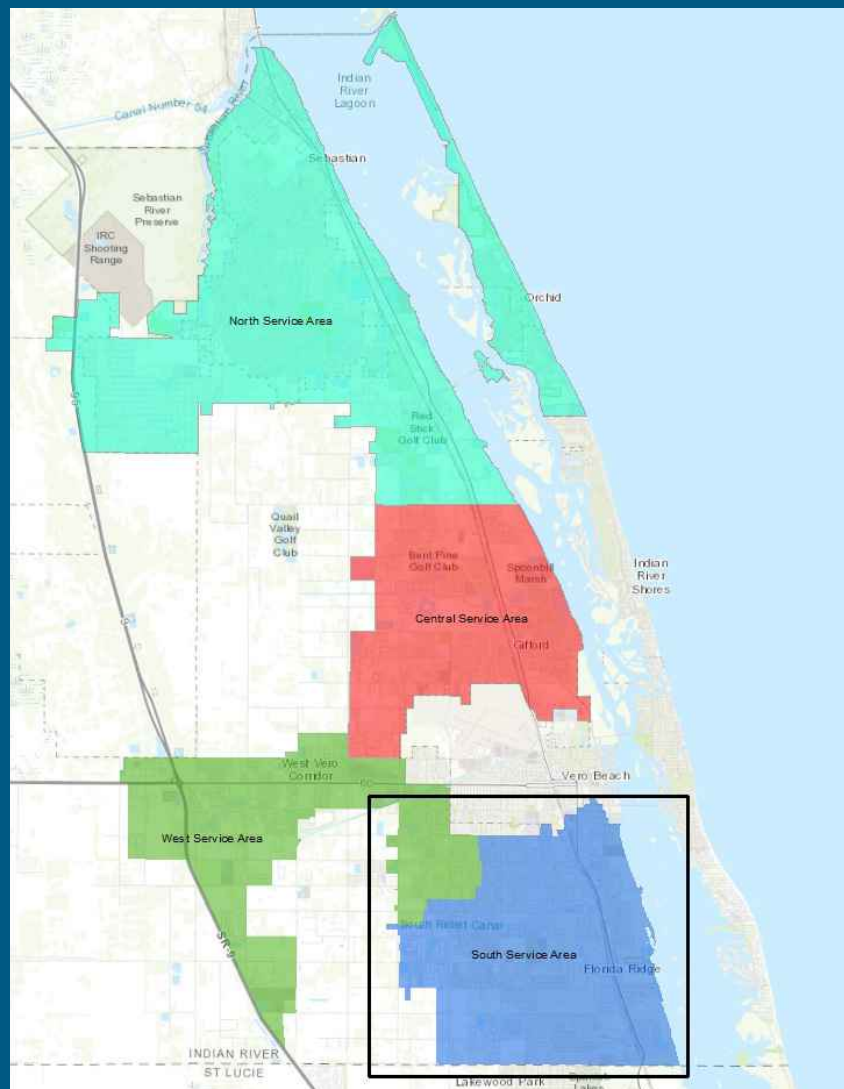 Indian
River
Lagoon
Canal Number 54
Sebastian
Sebastian
River
Preserve
IRC
Shooting
Range
Orchid
North Service Area
Red
Stick
Golf Club
Quail
Valley
Golf
Club
Bent Pine
Golf Club
Spoonbill
Marsh
Indian
River
Shores
Central Service Area
Gifford
West Vero
Corridor
60
Vero Beach
West Service Area
South Relief Canal
SR-9
South Service Area
Florida Ridge
INDIAN RIVER
ST LUCIE
Lakewood Park